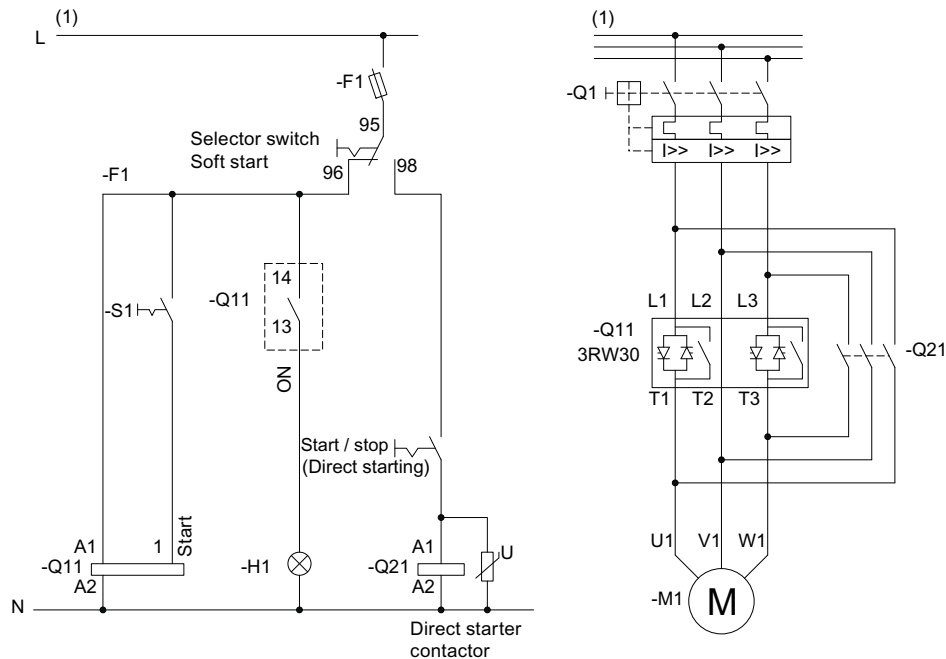 (1)
L
-F1
95
Selector switch
Soft start
96
98
-F1
14
-S1
-Q11
13
ON
Start / stop
(Direct starting)
Start
A1
1
A1
U
-Q11
-H1
-Q21
A2
A2
N
Direct starter
contactor
(1)
-Q1
I>>
I>>
I>>
L1
L2
L3
-Q11
3RW30
-Q21
T1
T2
T3
U1
V1
W1
-M1
M